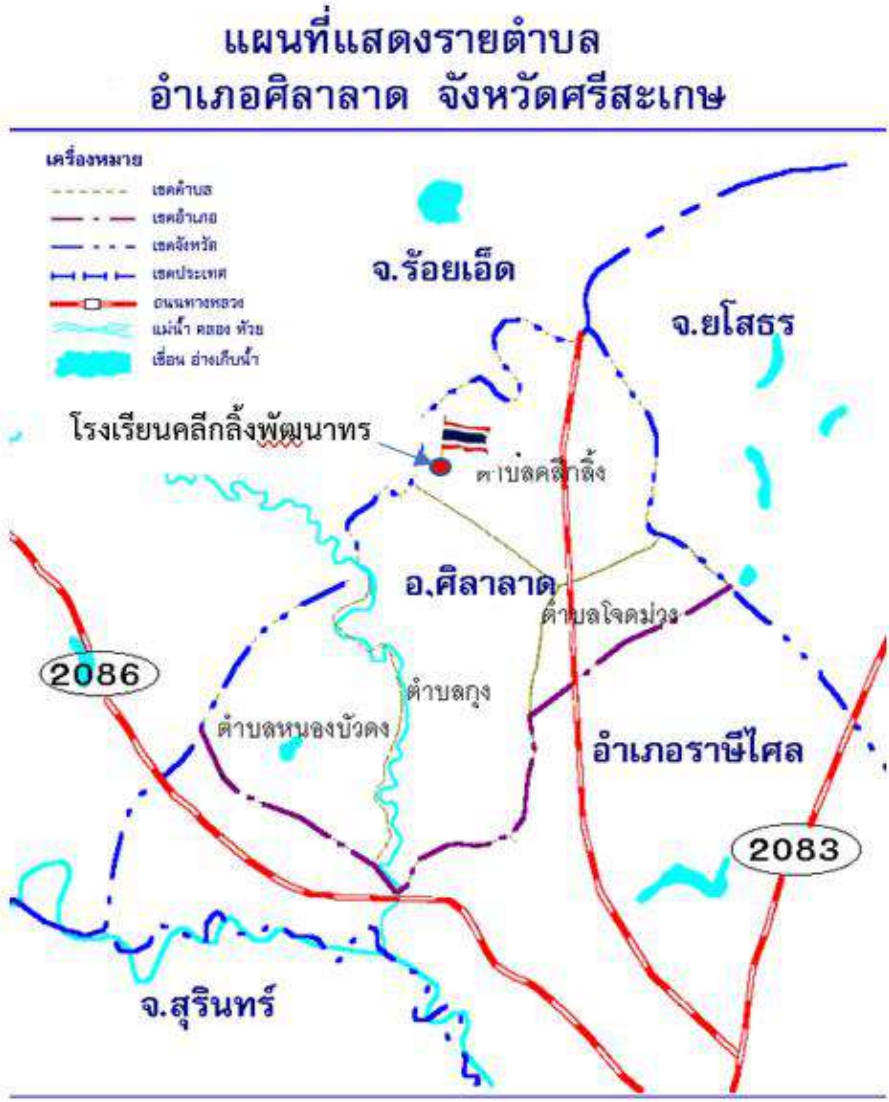 แผนที่แสดงรายตำบล
อำเภอศิลาลาด จังหวัดศรีสะเกษ
เครื่องหมาย
เขตตำบล
เขตอำเภอ
เขตจังหวัด
เขตประเทศ
ถนนทางหลวง
แม่น้ำ คลอง ห้วย
เขื่อน อ่างเก็บน้ำ
จ.ร้อยเอ็ด
จ.ยโสธร
โรงเรียนคลีกลิ้งพัฒนาทร
ตำบลคลีกลิ้ง
อ.ศิลาลาด
ตำบลโจดม่วง
2086
ตำบลกุง
ตำบลหนองบัวดง
อำเภอราษีไศล
2083
จ.สุรินทร์